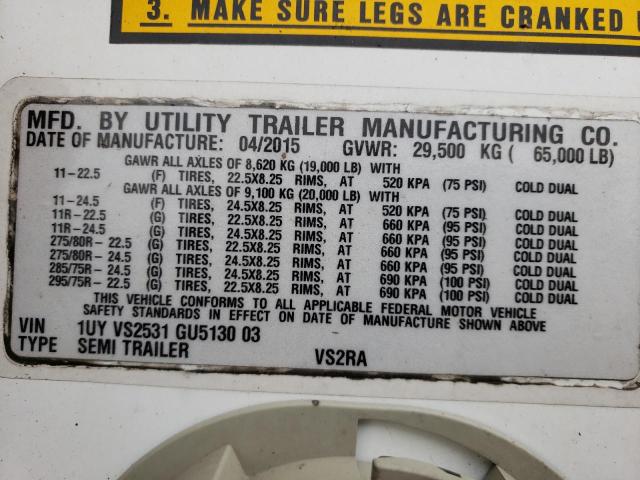 3. MAKE SURE LEGS ARE CRANKED
MFD. BY UTILITY TRAILER MANUFACTURING CO.
DATE OF MANUFACTURE: 04/2015 GVWR: 29,500 KG ( 65,000 LB)
GAWR ALL AXLES OF 8,620 KG (19,000 LB) WITH
11-22.5 (F) TIRES, 22.5X8.25 RIMS, AT 520 KPA (75 PSI) COLD DUAL
GAWR ALL AXLES OF 9,100 KG (20,000 LB) WITH
11-24.5 (F) TIRES, 24.5X8.25 RIMS, AT 520 KPA (75 PSI) COLD DUAL
11R-22.5 (G) TIRES, 22.5X8.25 RIMS, AT 660 KPA (95 PSI) COLD DUAL
11R-24.5 (G) TIRES, 24.5X8.25 RIMS, AT 660 KPA (95 PSI) COLD DUAL
275/80R-22.5 (G) TIRES, 22.5X8.25 RIMS, AT 660 KPA (95 PSI) COLD DUAL
275/80R-24.5 (G) TIRES, 24.5X8.25 RIMS, AT 660 KPA (95 PSI) COLD DUAL
285/75R-24.5 (G) TIRES, 24.5X8.25 RIMS, AT 690 KPA (100 PSI) COLD DUAL
295/75R-22.5 (G) TIRES, 22.5X8.25 RIMS, AT 690 KPA (100 PSI) COLD DUAL
THIS VEHICLE CONFORMS TO ALL APPLICABLE FEDERAL MOTOR VEHICLE
SAFETY STANDARDS IN EFFECT ON DATE OF MANUFACTURE SHOWN ABOVE
VIN 1UY VS2531 GU5130 03
TYPE SEMI TRAILER VS2RA